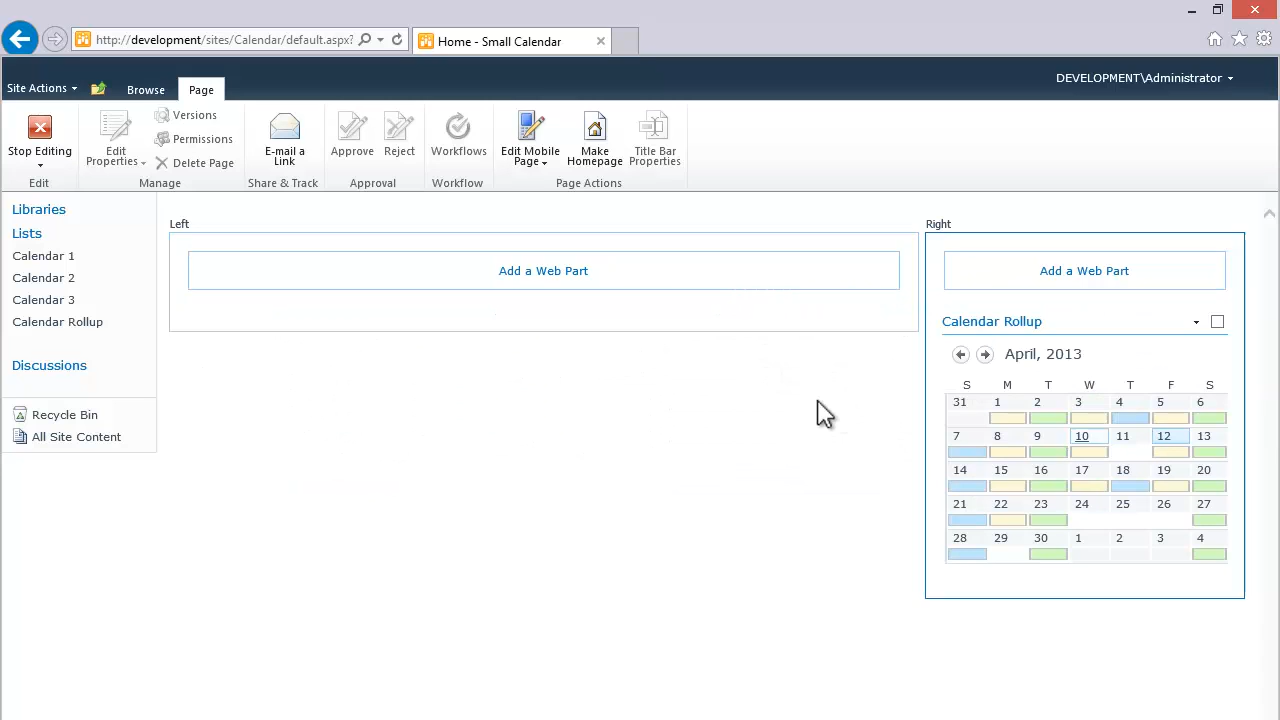 http://development/sites/Calendar/default.aspx?
Home - Small Calendar
Site Actions
Browse
Page
DEVELOPMENT\Administrator
Stop Editing
Edit
Edit Properties
Versions
Permissions
Delete Page
Manage
E-mail a Link
Share & Track
Approve
Reject
Approval
Workflows
Workflow
Edit Mobile Page
Make Homepage
Title Bar Properties
Page Actions
Libraries
Lists
Calendar 1
Calendar 2
Calendar 3
Calendar Rollup
Discussions
Recycle Bin
All Site Content
Left
Add a Web Part
Right
Add a Web Part
Calendar Rollup
April, 2013
S M T W T F S
31 1 2 3 4 5 6
7 8 9 10 11 12 13
14 15 16 17 18 19 20
21 22 23 24 25 26 27
28 29 30 1 2 3 4